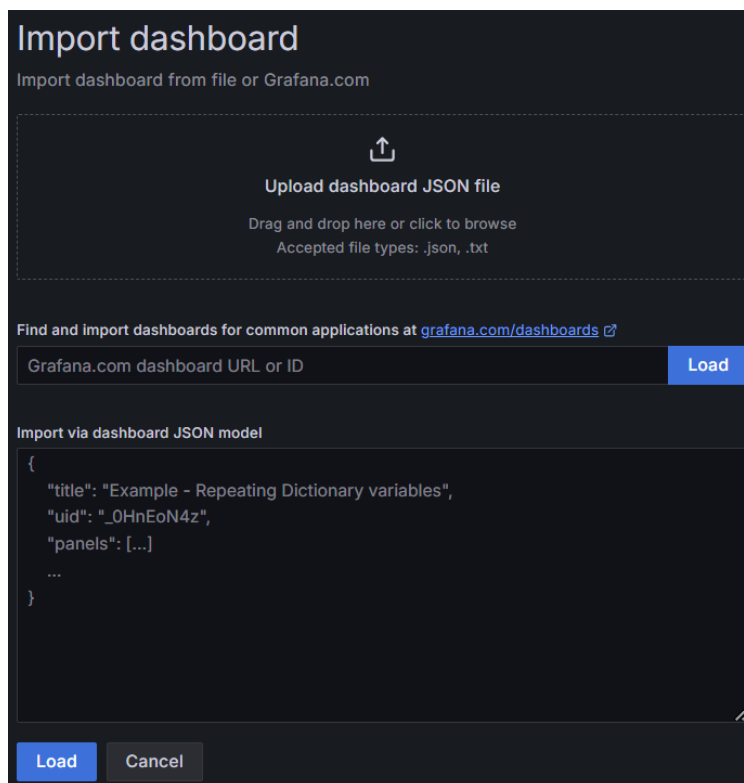 Import dashboard
Import dashboard from file or Grafana.com
Upload dashboard JSON file
Drag and drop here or click to browse
Accepted file types: .json, .txt
Find and import dashboards for common applications at grafana.com/dashboards
Grafana.com dashboard URL or ID
Load
Import via dashboard JSON model
{
"title": "Example - Repeating Dictionary variables",
"uid": "_0HnEoN4z",
"panels": [...]
...
}
Load
Cancel